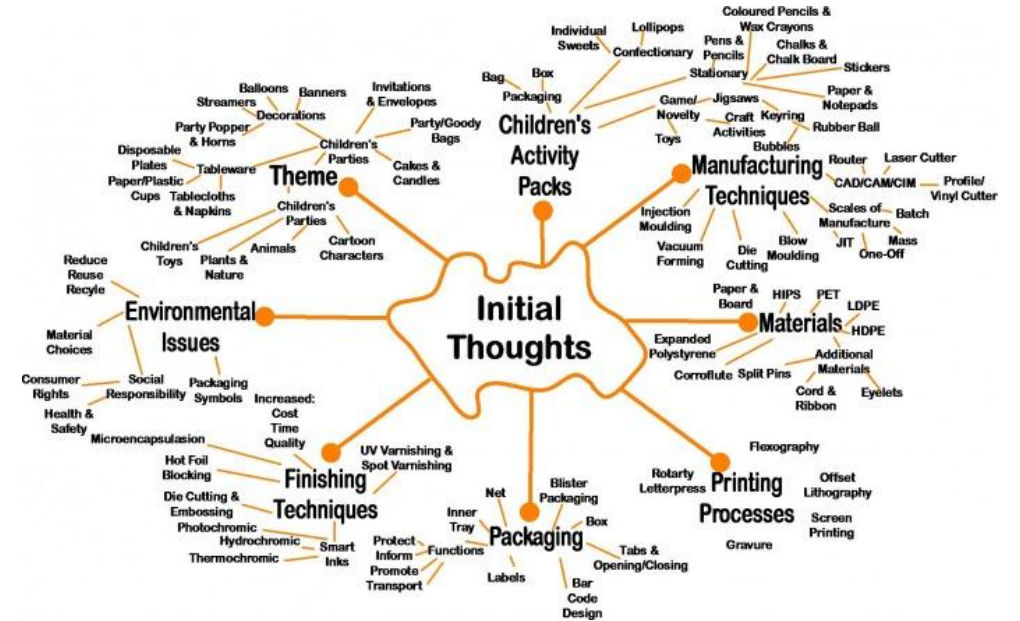 Initial
Thoughts
Children's
Activity
Packs
Packaging
Bag
Box
Confectionary
Individual
Sweets
Lollipops
Stationary
Pens &
Pencils
Coloured Pencils &
Wax Crayons
Chalks &
Chalk Board
Stickers
Paper &
Notepads
Game/
Novelty
Toys
Jigsaws
Craft
Activities
Keyring
Rubber Ball
Bubbles
Manufacturing
Techniques
Router
Laser Cutter
CAD/CAM/CIM
Profile/
Vinyl Cutter
Scales of
Manufacture
Batch
Mass
One-Off
JIT
Blow
Moulding
Die
Cutting
Vacuum
Forming
Injection
Moulding
Materials
Paper &
Board
HIPS
PET
LDPE
HDPE
Additional
Materials
Eyelets
Cord &
Ribbon
Split Pins
Corroflute
Expanded
Polystyrene
Printing
Processes
Flexography
Offset
Lithography
Screen
Printing
Gravure
Rotarty
Letterpress
Packaging
Blister
Packaging
Box
Tabs &
Opening/Closing
Bar
Code
Design
Labels
Functions
Protect
Inform
Promote
Transport
Inner
Tray
Net
Finishing
Techniques
UV Varnishing &
Spot Varnishing
Increased:
Cost
Time
Quality
Microencapsulasion
Hot Foil
Blocking
Die Cutting &
Embossing
Smart
Inks
Photochromic
Hydrochromic
Thermochromic
Environmental
Issues
Reduce
Reuse
Recyle
Material
Choices
Social
Responsibility
Consumer
Rights
Health &
Safety
Packaging
Symbols
Theme
Children's
Parties
Decorations
Streamers
Balloons
Banners
Party Popper
& Horns
Invitations
& Envelopes
Party/Goody
Bags
Cakes &
Candles
Tableware
Disposable
Plates
Paper/Plastic
Cups
Tablecloths
& Napkins
Children's
Parties
Children's
Toys
Plants &
Nature
Animals
Cartoon
Characters